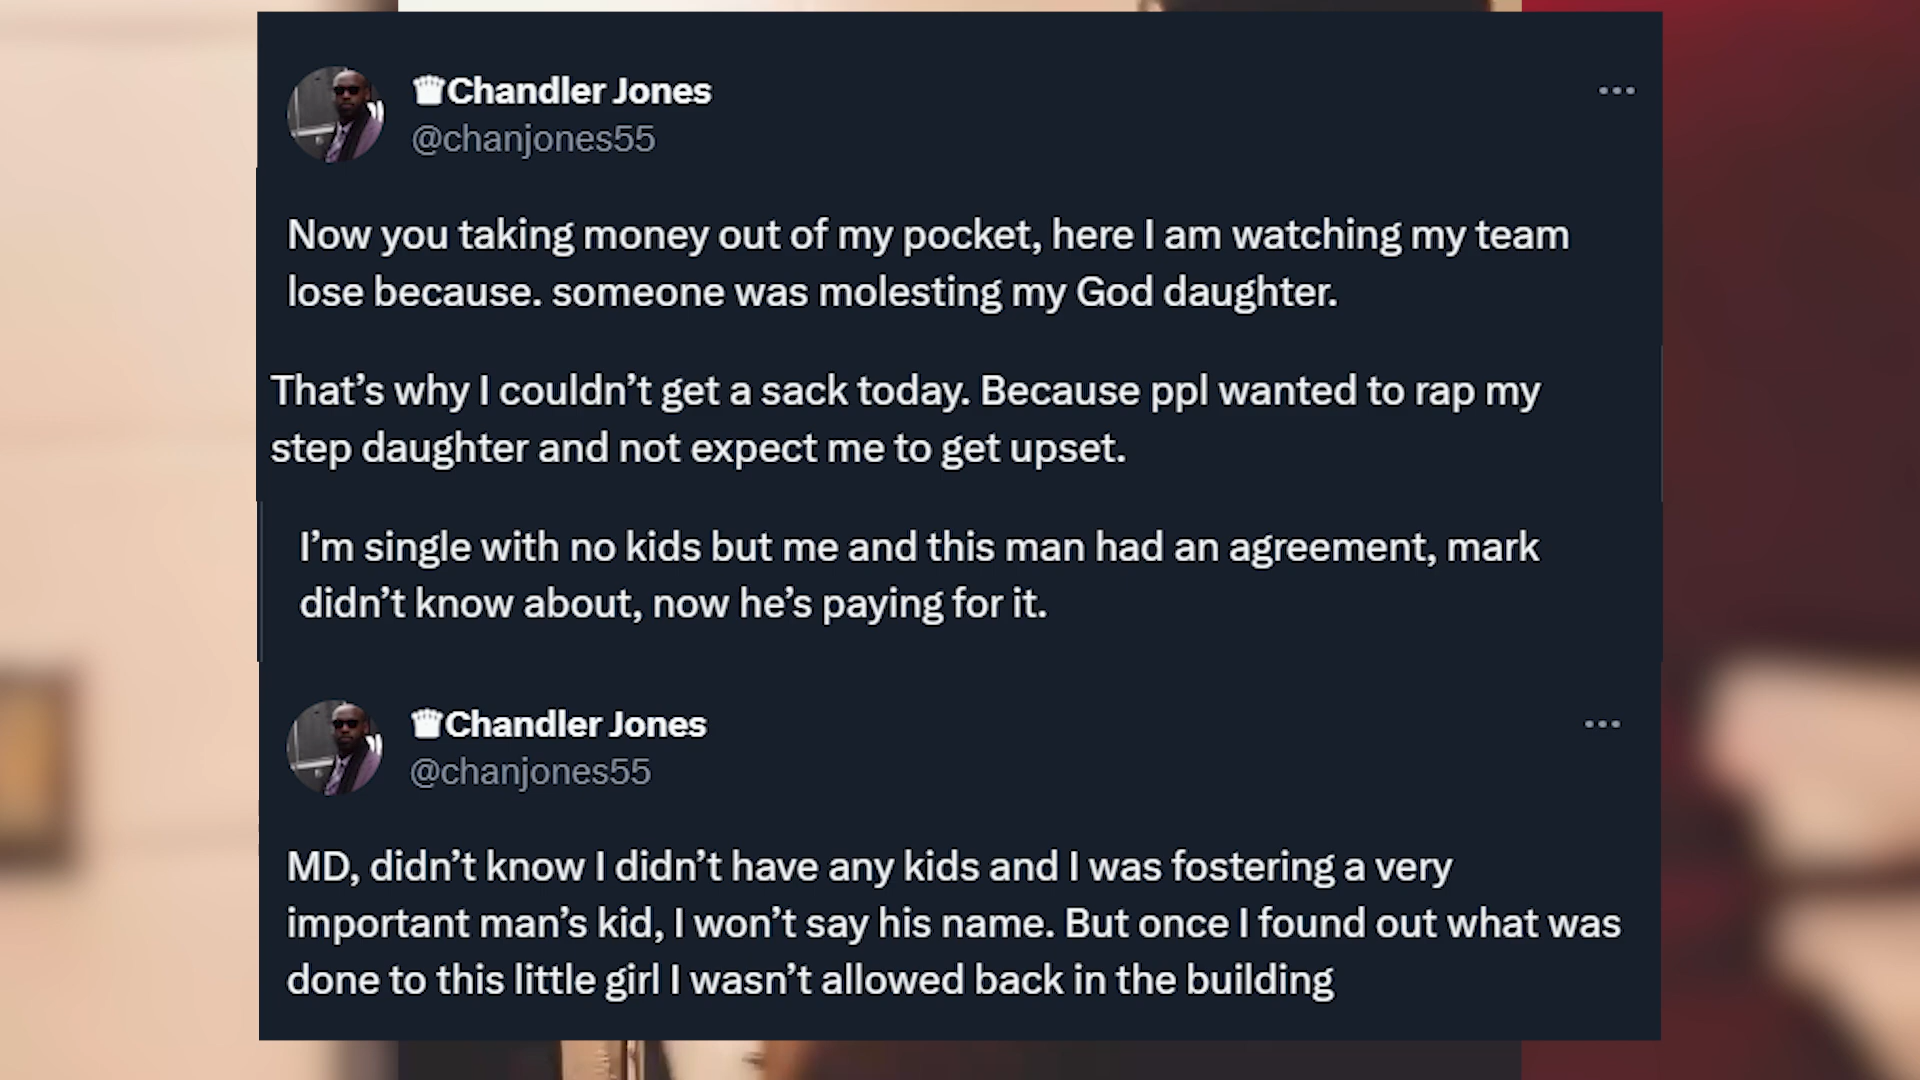 ♛Chandler Jones
@chanjones55
Now you taking money out of my pocket, here I am watching my team
lose because. someone was molesting my God daughter.
That’s why I couldn’t get a sack today. Because ppl wanted to rap my
step daughter and not expect me to get upset.
I’m single with no kids but me and this man had an agreement, mark
didn’t know about, now he’s paying for it.
♛Chandler Jones
@chanjones55
MD, didn’t know I didn’t have any kids and I was fostering a very
important man’s kid, I won’t say his name. But once I found out what was
done to this little girl I wasn’t allowed back in the building